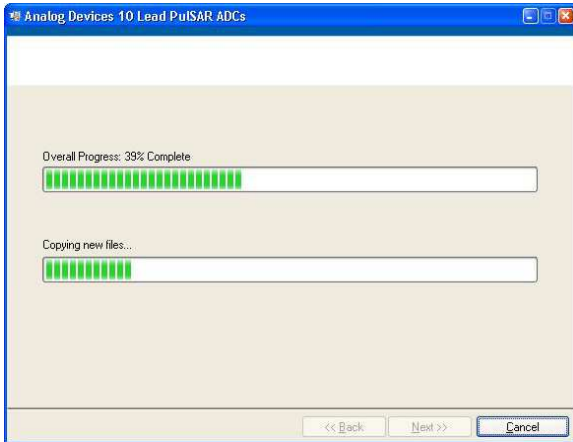 Analog Devices 10 Lead PulSAR ADCs
Overall Progress: 39% Complete
Copying new files...
<< Back Next >> Cancel